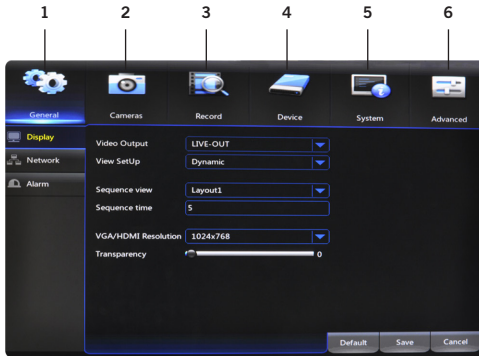 1 2 3 4 5 6
General Cameras Record Device System Advanced
Display
Network
Alarm
Video Output LIVE-OUT
View SetUp Dynamic
Sequence view Layout1
Sequence time 5
VGA/HDMI Resolution 1024x768
Transparency 0
Default Save Cancel